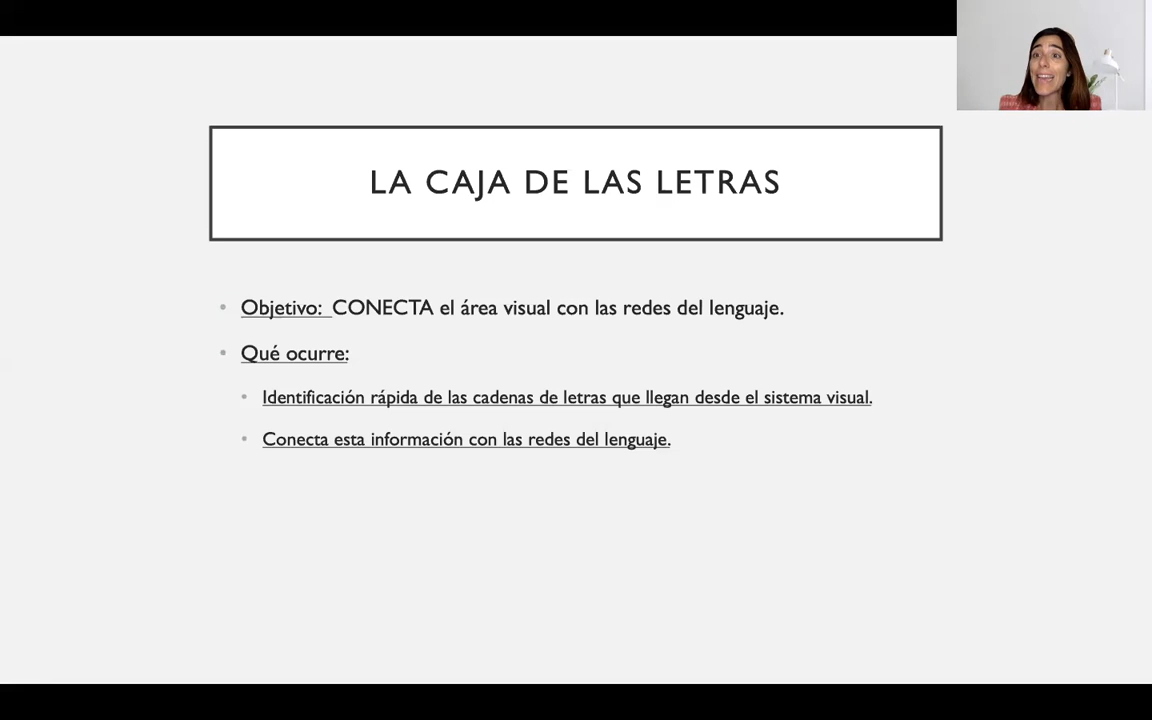 LA CAJA DE LAS LETRAS
Objetivo: CONECTA el área visual con las redes del lenguaje.
Qué ocurre:
Identificación rápida de las cadenas de letras que llegan desde el sistema visual.
Conecta esta información con las redes del lenguaje.